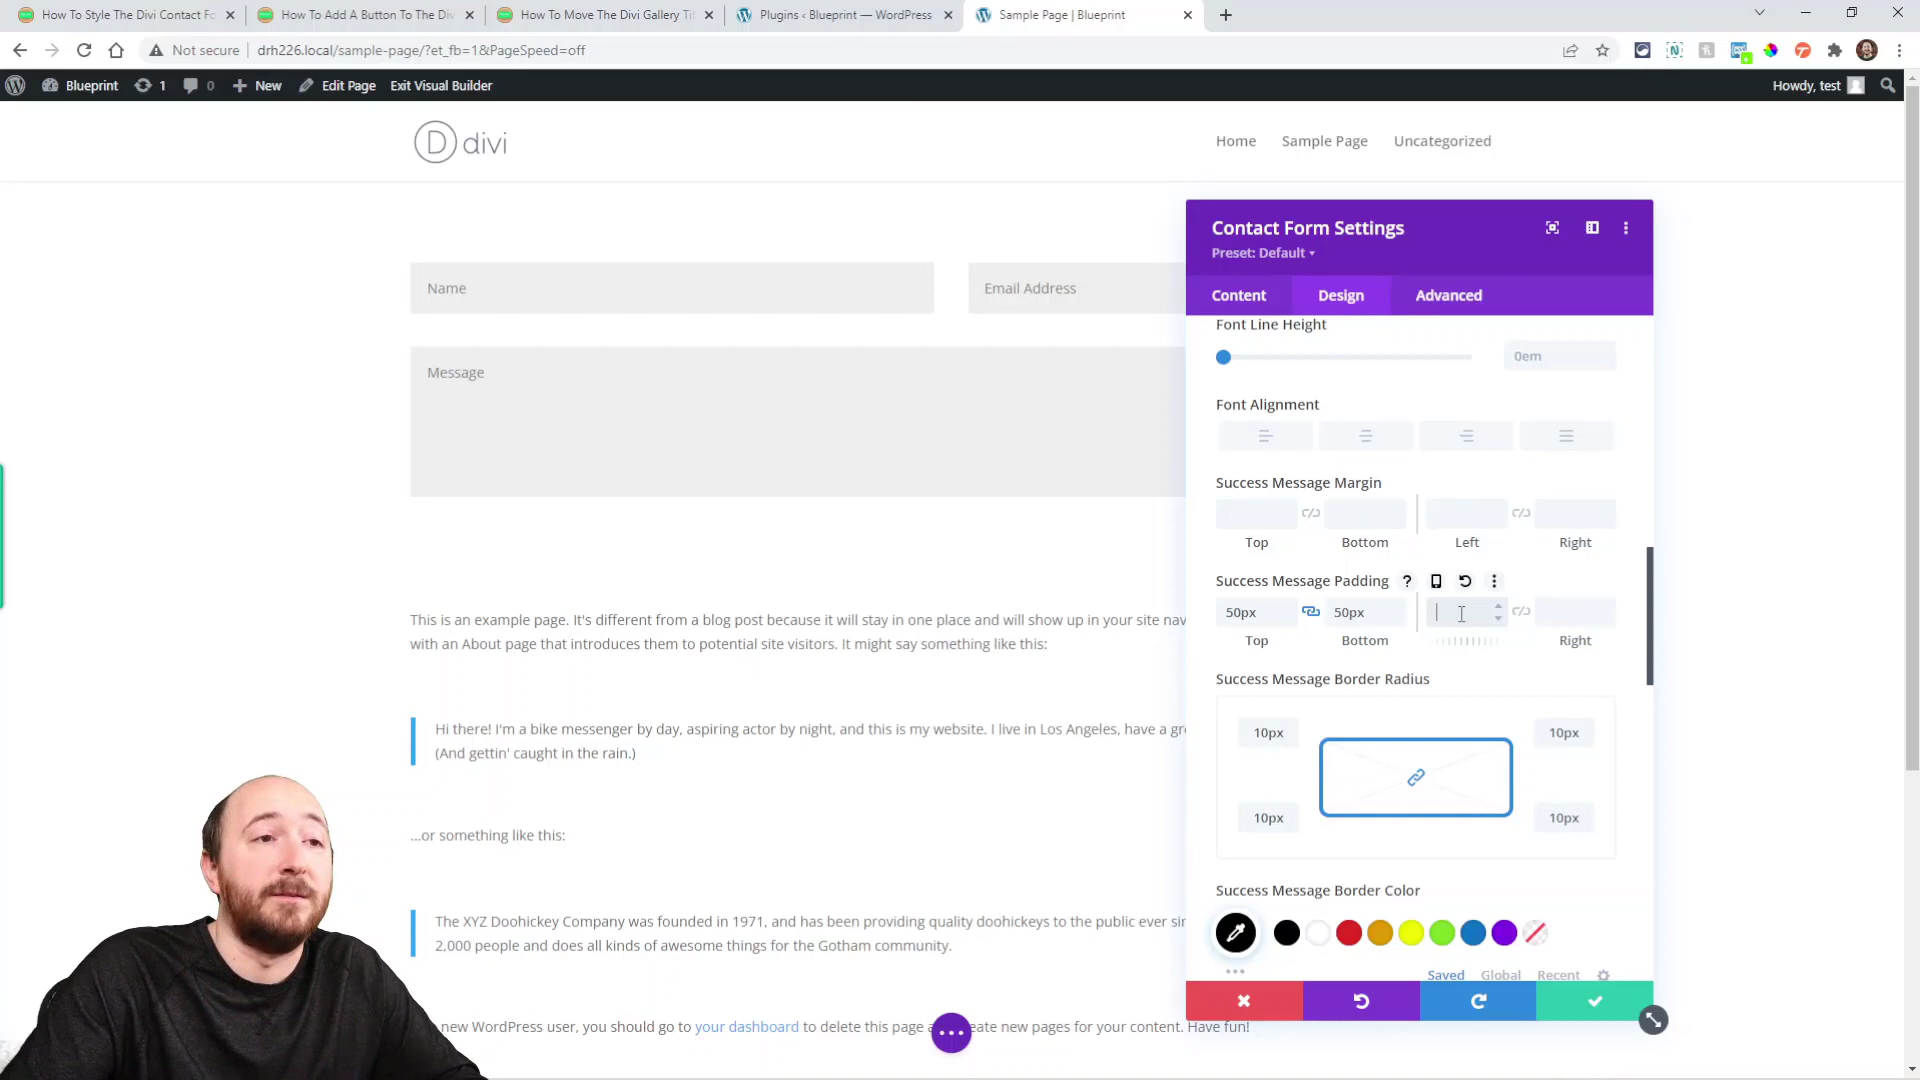 How To Style The Divi Contact Fo
How To Add A Button To The Div
How To Move The Divi Gallery Tit
Plugins ‹ Blueprint — WordPress
Sample Page | Blueprint
Not secure
drh226.local/sample-page/?et_fb=1&PageSpeed=off
Blueprint
1
0
New
Edit Page
Exit Visual Builder
Howdy, test
D divi
Home
Sample Page
Uncategorized
Contact Form Settings
Preset: Default
Content
Design
Advanced
Name
Email Address
Message
Font Line Height
0em
Font Alignment
Success Message Margin
Top
Bottom
Left
Right
Success Message Padding
50px
50px
Top
Bottom
Right
Success Message Border Radius
10px
10px
10px
10px
Success Message Border Color
Saved
Global
Recent
This is an example page. It's different from a blog post because it will stay in one place and will show up in your site nav
with an About page that introduces them to potential site visitors. It might say something like this:
Hi there! I'm a bike messenger by day, aspiring actor by night, and this is my website. I live in Los Angeles, have a gr
(And gettin' caught in the rain.)
...or something like this:
The XYZ Doohickey Company was founded in 1971, and has been providing quality doohickeys to the public ever sin
2,000 people and does all kinds of awesome things for the Gotham community.
new WordPress user, you should go to your dashboard to delete this page a eate new pages for your content. Have fun!